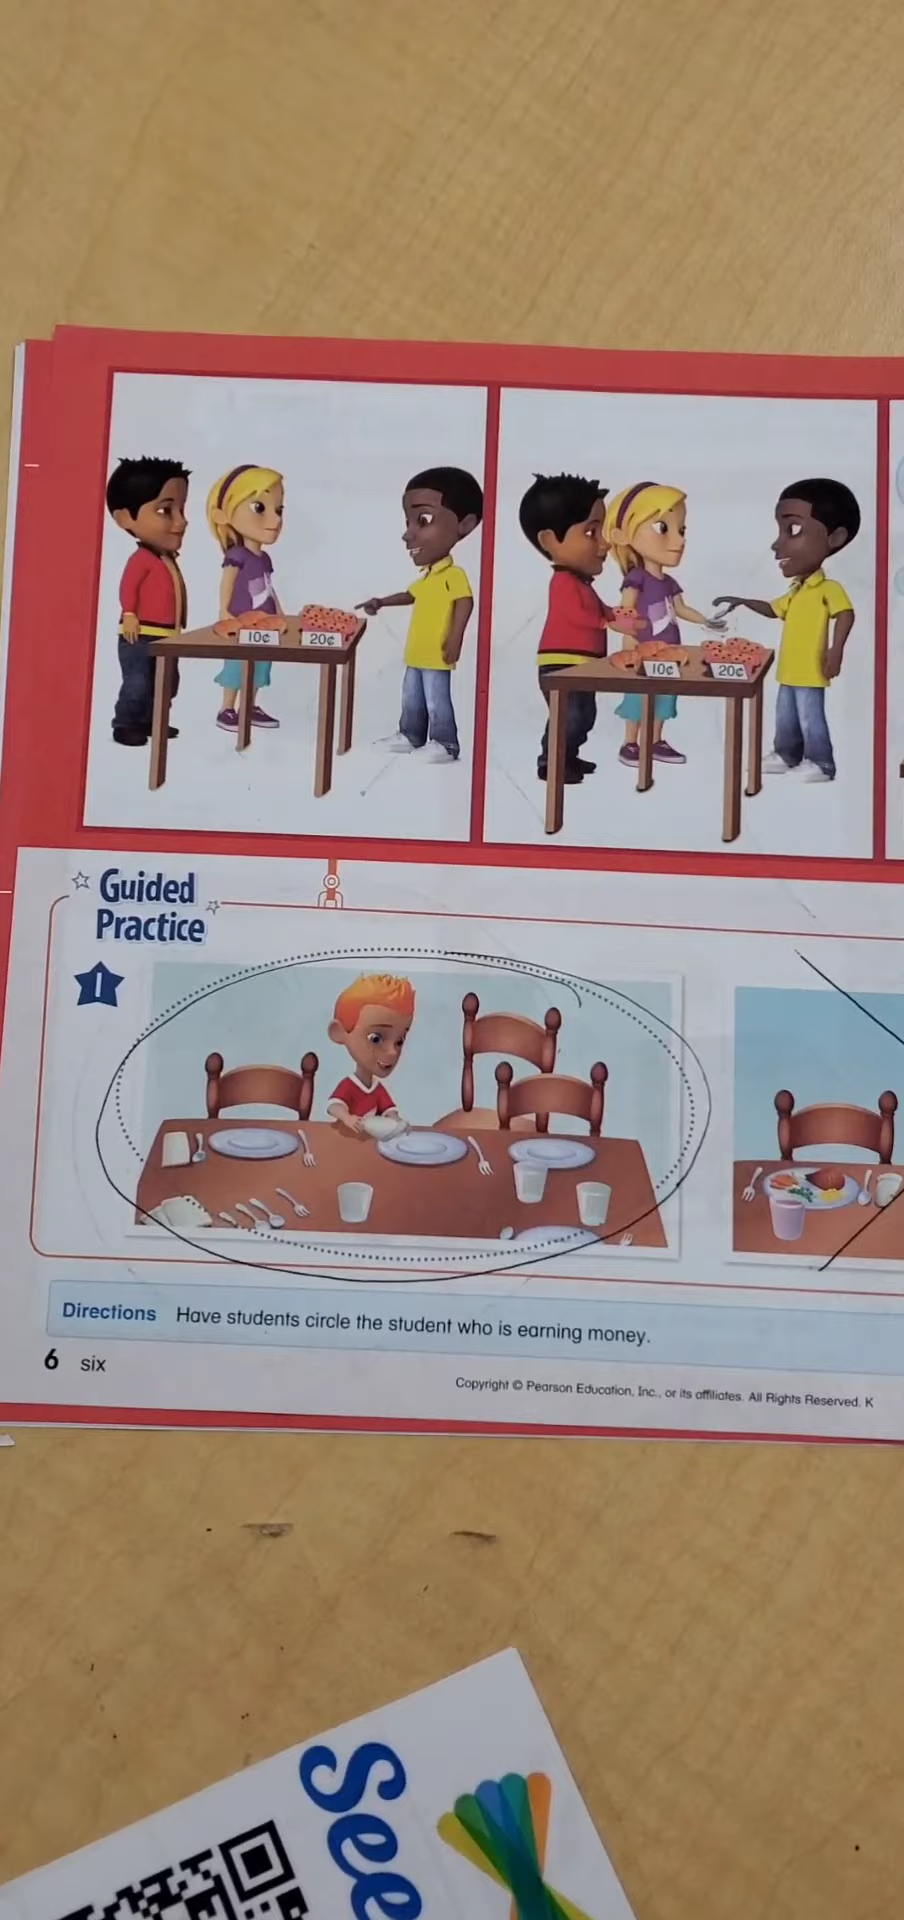 10¢ 20¢
10¢ 20¢
Guided
Practice
1
Directions Have students circle the student who is earning money.
6 six
Copyright © Pearson Education, Inc., or its affiliates. All Rights Reserved. K
See